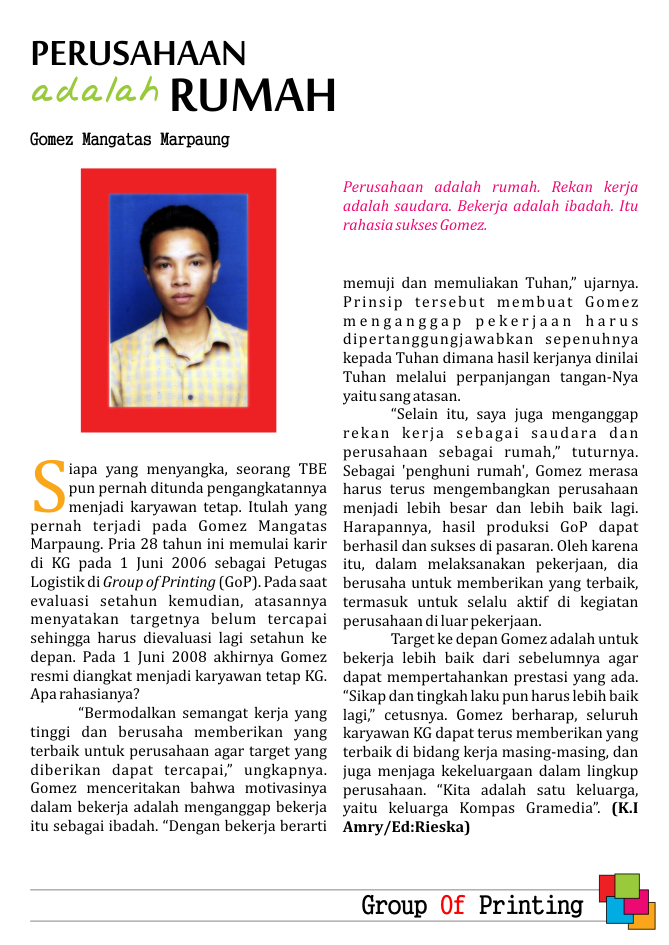 PERUSAHAAN
adalah RUMAH
Gomez Mangatas Marpaung
Perusahaan adalah rumah. Rekan kerja
adalah saudara. Bekerja adalah ibadah. Itu
rahasia sukses Gomez.
Siapa yang menyangka, seorang TBE
pun pernah ditunda pengangkatannya
menjadi karyawan tetap. Itulah yang
pernah terjadi pada Gomez Mangatas
Marpaung. Pria 28 tahun ini memulai karir
di KG pada 1 Juni 2006 sebagai Petugas
Logistik di Group of Printing (GoP). Pada saat
evaluasi setahun kemudian, atasannya
menyatakan targetnya belum tercapai
sehingga harus dievaluasi lagi setahun ke
depan. Pada 1 Juni 2008 akhirnya Gomez
resmi diangkat menjadi karyawan tetap KG.
Apa rahasianya?
“Bermodalkan semangat kerja yang
tinggi dan berusaha memberikan yang
terbaik untuk perusahaan agar target yang
diberikan dapat tercapai,” ungkapnya.
Gomez menceritakan bahwa motivasinya
dalam bekerja adalah menganggap bekerja
itu sebagai ibadah. “Dengan bekerja berarti
memuji dan memuliakan Tuhan,” ujarnya.
Prinsip tersebut membuat Gomez
menganggap pekerjaan harus
dipertanggungjawabkan sepenuhnya
kepada Tuhan dimana hasil kerjanya dinilai
Tuhan melalui perpanjangan tangan-Nya
yaitu sang atasan.
“Selain itu, saya juga menganggap
rekan kerja sebagai saudara dan
perusahaan sebagai rumah,” tuturnya.
Sebagai 'penghuni rumah', Gomez merasa
harus terus mengembangkan perusahaan
menjadi lebih besar dan lebih baik lagi.
Harapannya, hasil produksi GoP dapat
berhasil dan sukses di pasaran. Oleh karena
itu, dalam melaksanakan pekerjaan, dia
berusaha untuk memberikan yang terbaik,
termasuk untuk selalu aktif di kegiatan
perusahaan di luar pekerjaan.
Target ke depan Gomez adalah untuk
bekerja lebih baik dari sebelumnya agar
dapat mempertahankan prestasi yang ada.
“Sikap dan tingkah laku pun harus lebih baik
lagi,” cetusnya. Gomez berharap, seluruh
karyawan KG dapat terus memberikan yang
terbaik di bidang kerja masing-masing, dan
juga menjaga kekeluargaan dalam lingkup
perusahaan. “Kita adalah satu keluarga,
yaitu keluarga Kompas Gramedia”. (K.I
Amry/Ed:Rieska)
Group Of Printing